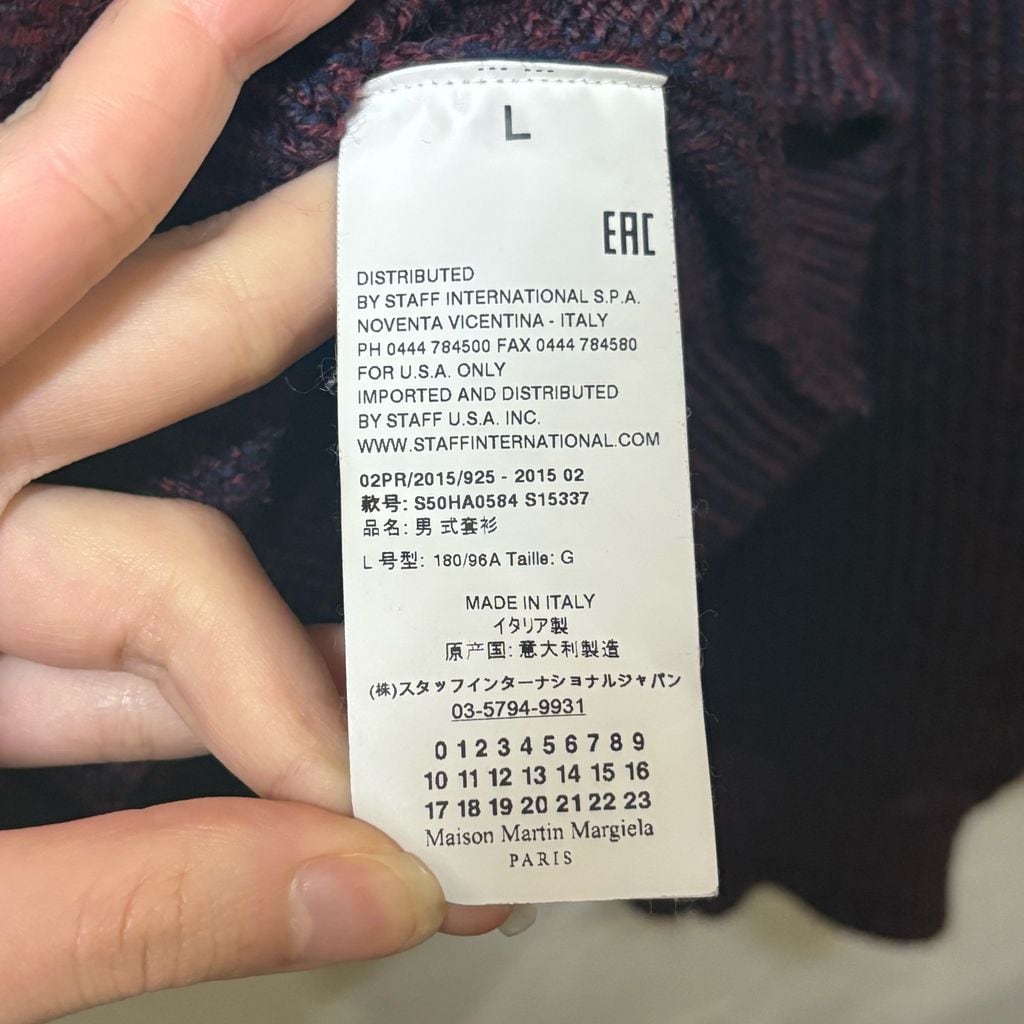 L
EAC
DISTRIBUTED
BY STAFF INTERNATIONAL S.P.A.
NOVENTA VICENTINA - ITALY
PH 0444 784500 FAX 0444 784580
FOR U.S.A. ONLY
IMPORTED AND DISTRIBUTED
BY STAFF U.S.A. INC.
WWW.STAFFINTERNATIONAL.COM
02PR/2015/925 - 2015 02
款号: S50HA0584 S15337
品名: 男 式套衫
L 号型: 180/96A Taille: G
MADE IN ITALY
イタリア製
原产国: 意大利製造
(株)スタッフインターナショナルジャパン
03-5794-9931
0 1 2 3 4 5 6 7 8 9
10 11 12 13 14 15 16
17 18 19 20 21 22 23
Maison Martin Margiela
PARIS